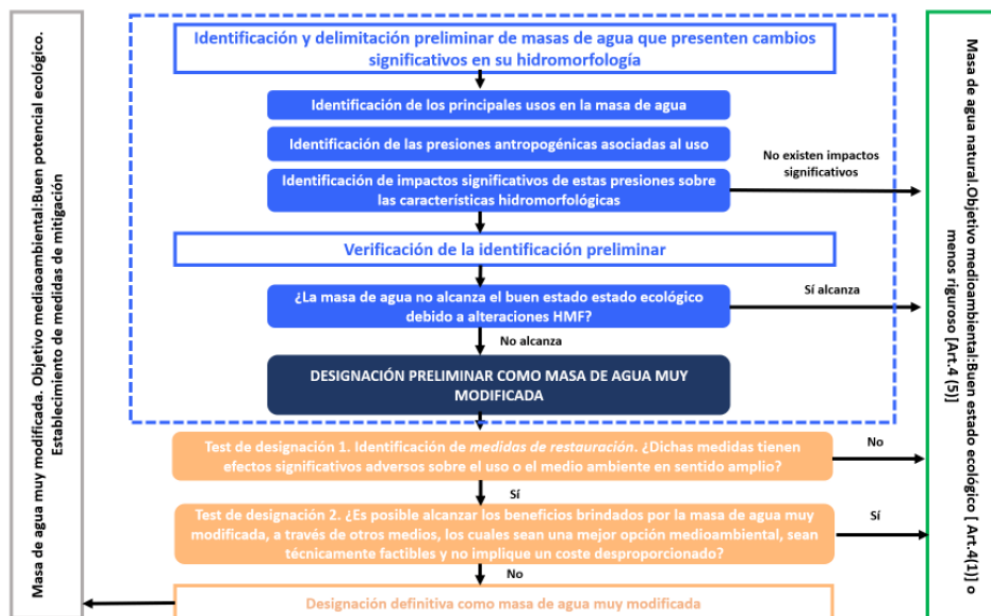 Masa de agua muy modificada. Objetivo mediaoambiental:Buen potencial ecológico.
Establecimiento de medidas de mitigación
Identificación y delimitación preliminar de masas de agua que presenten cambios
significativos en su hidromorfología
Identificación de los principales usos en la masa de agua
Identificación de las presiones antropogénicas asociadas al uso
Identificación de impactos significativos de estas presiones sobre
las características hidromorfológicas
No existen impactos
significativos
Verificación de la identificación preliminar
¿La masa de agua no alcanza el buen estado estado ecológico
debido a alteraciones HMF?
Sí alcanza
No alcanza
DESIGNACIÓN PRELIMINAR COMO MASA DE AGUA MUY
MODIFICADA
Test de designación 1. Identificación de medidas de restauración. ¿Dichas medidas tienen
efectos significativos adversos sobre el uso o el medio ambiente en sentido amplio?
No
Sí
Test de designación 2. ¿Es posible alcanzar los beneficios brindados por la masa de agua muy
modificada, a través de otros medios, los cuales sean una mejor opción medioambiental, sean
técnicamente factibles y no implique un coste desproporcionado?
Sí
No
Designación definitiva como masa de agua muy modificada
Masa de agua natural.Objetivo medioambiental:Buen estado ecológico [ Art.4(1)] o
menos riguroso [Art.4 (5)]